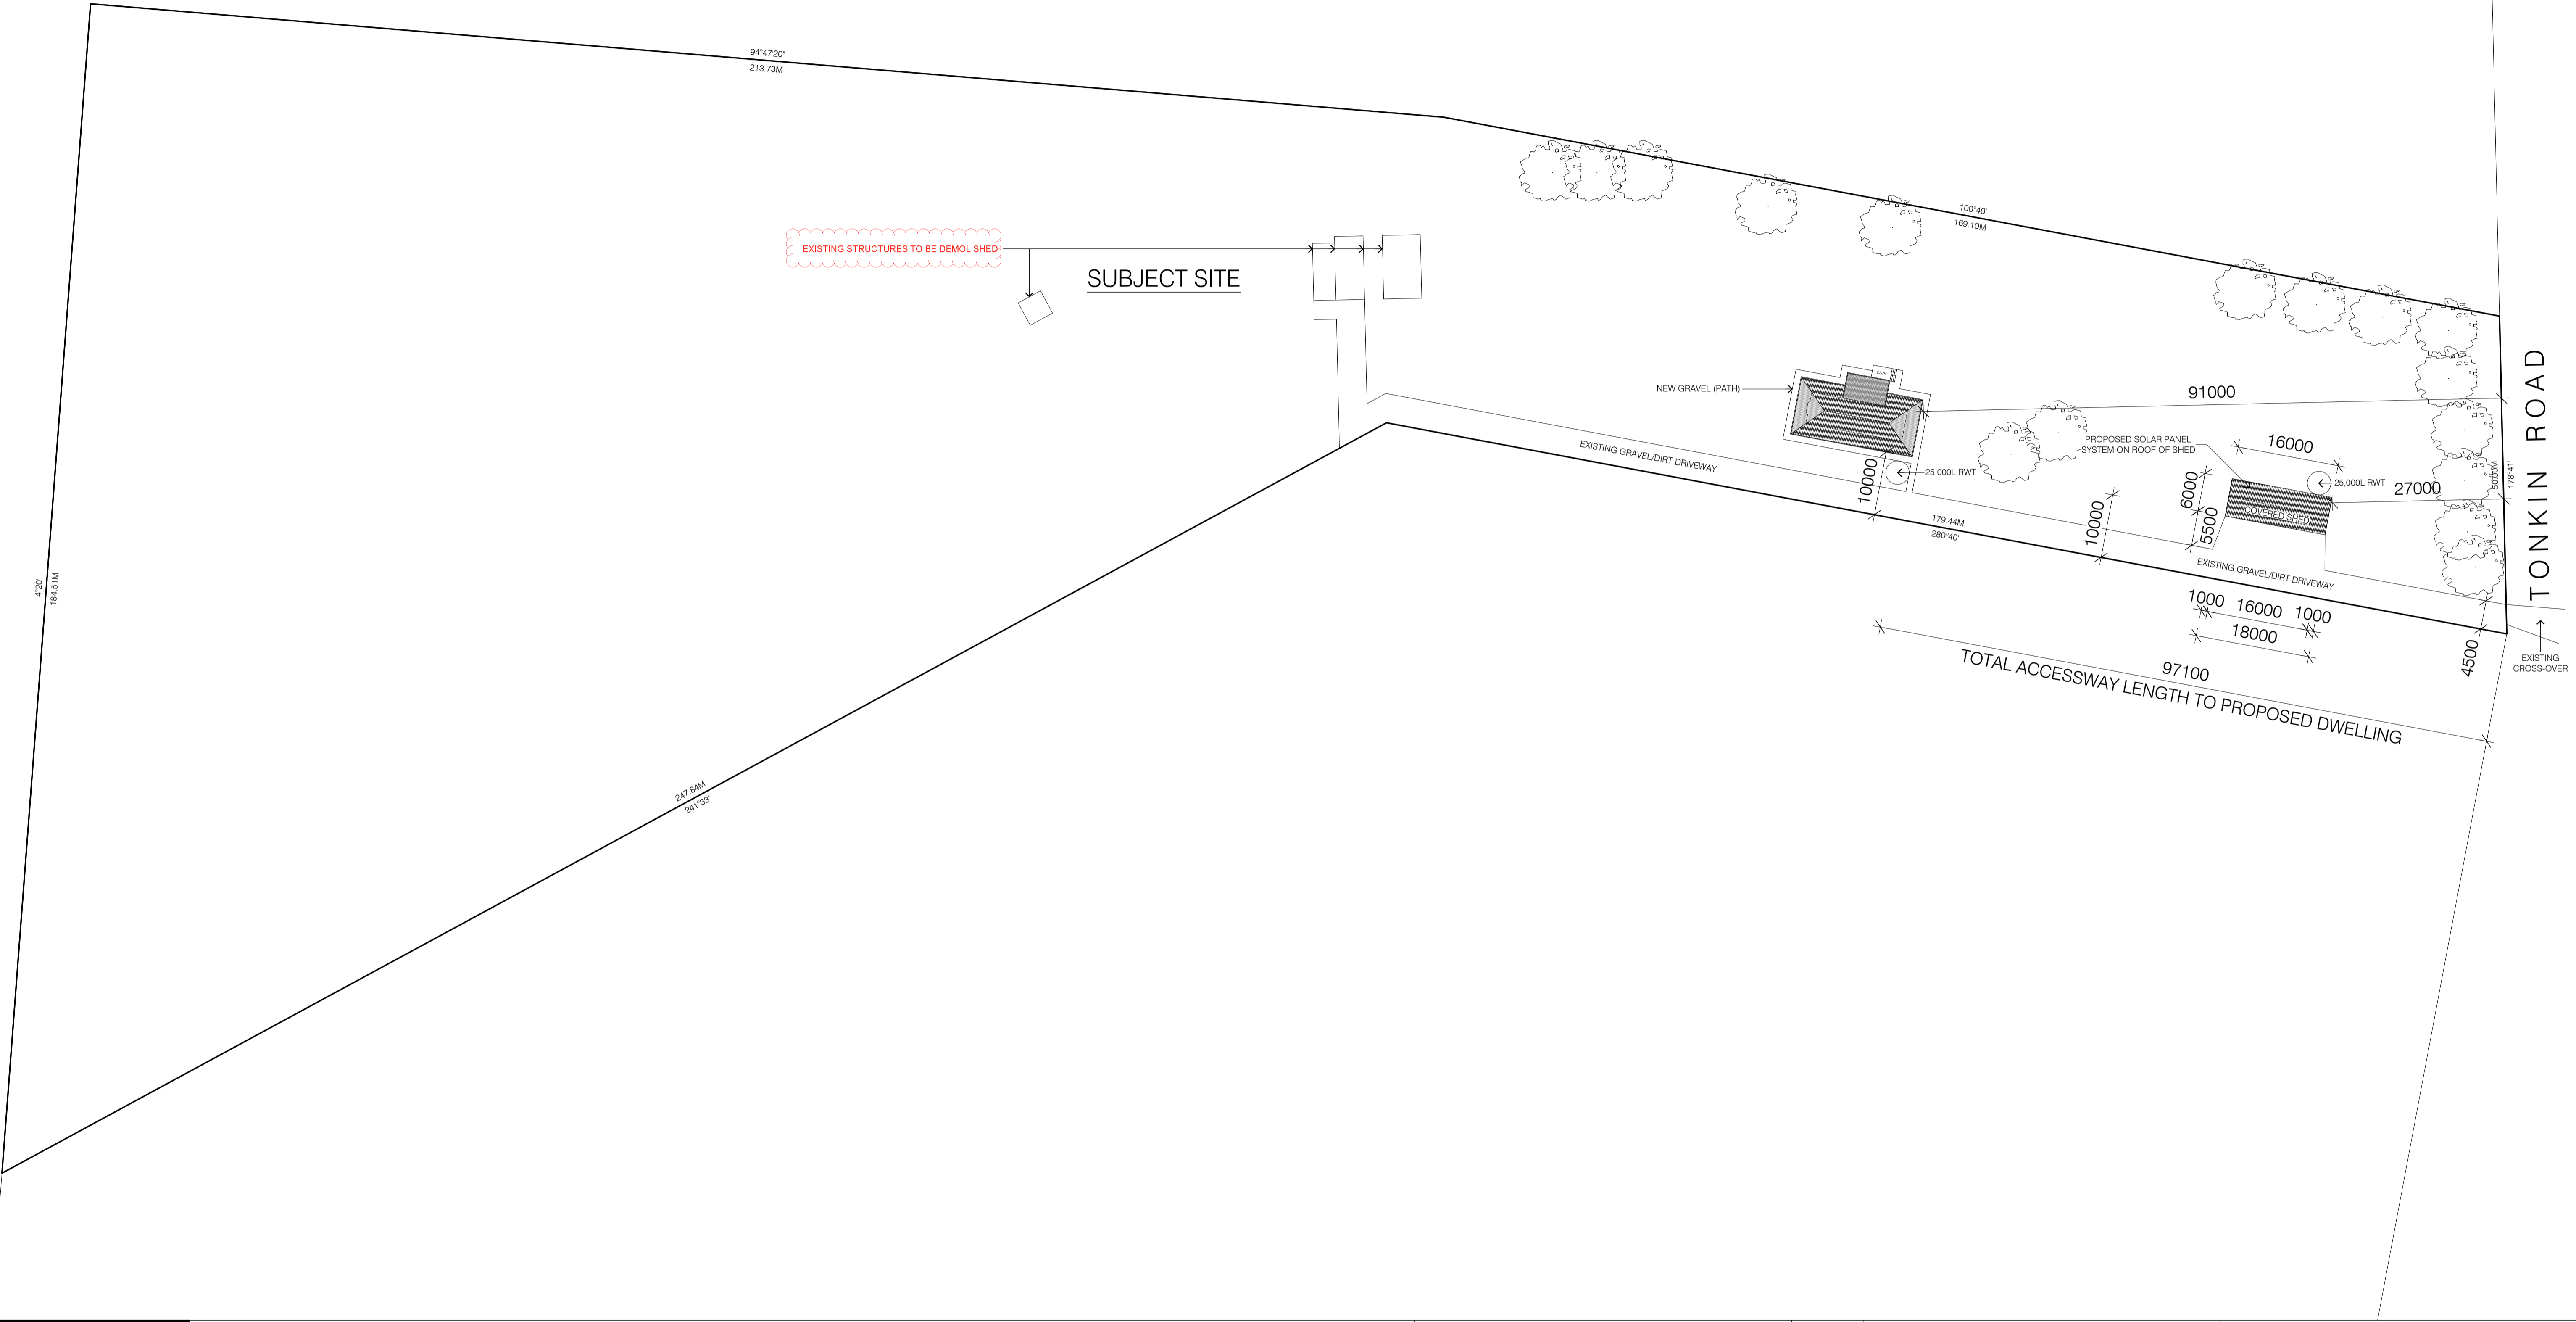 94°47'20"
213.73M
EXISTING STRUCTURES TO BE DEMOLISHED
SUBJECT SITE
100°40'
169.10M
DECK
NEW GRAVEL (PATH)
91000
TONKIN ROAD
EXISTING GRAVEL/DIRT DRIVEWAY
PROPOSED SOLAR PANEL
SYSTEM ON ROOF OF SHED
16000
10000
25,000L RWT
6000
25,000L RWT
27000
50.00M
178°41'
COVERED SHED
10000
5500
179.44M
280°40'
EXISTING GRAVEL/DIRT DRIVEWAY
4°20'
184.51M
1000 16000 1000
18000
4500
EXISTING
CROSS-OVER
97100
TOTAL ACCESSWAY LENGTH TO PROPOSED DWELLING
247.84M
241°33'